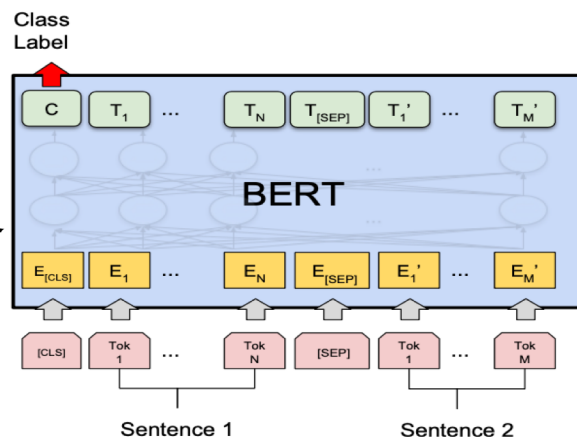 Class
Label
C T1 ... TN T[SEP] T1' ... TM'
...
BERT
...
E[CLS] E1 ... EN E[SEP] E1' ... EM'
[CLS] Tok 1 ... Tok N [SEP] Tok 1 ... Tok M
Sentence 1 Sentence 2